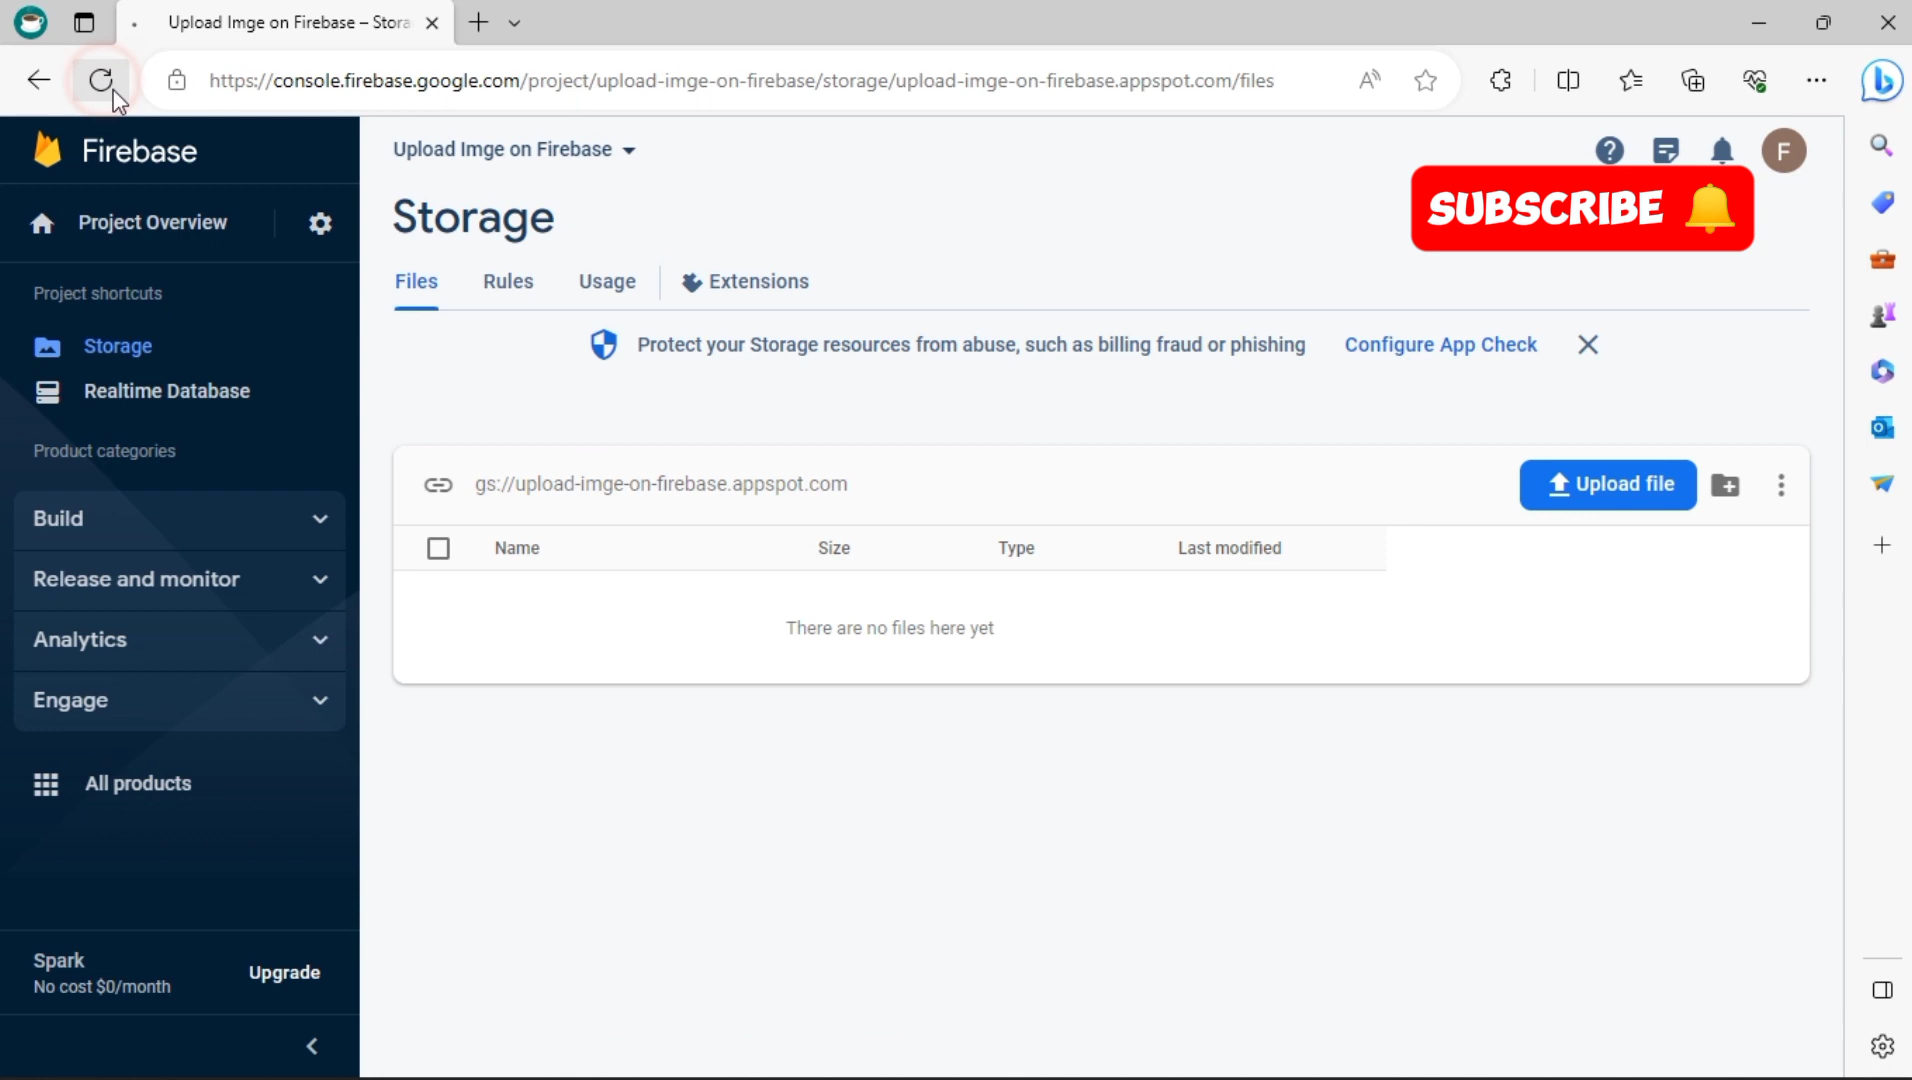 Upload Imge on Firebase – Stora
https://console.firebase.google.com/project/upload-imge-on-firebase/storage/upload-imge-on-firebase.appspot.com/files
Firebase
Project Overview
Project shortcuts
Storage
Realtime Database
Product categories
Build
Release and monitor
Analytics
Engage
All products
Spark
No cost $0/month
Upgrade
Upload Imge on Firebase
F
SUBSCRIBE
Storage
Files Rules Usage Extensions
Protect your Storage resources from abuse, such as billing fraud or phishing Configure App Check
gs://upload-imge-on-firebase.appspot.com
Upload file
Name Size Type Last modified
There are no files here yet